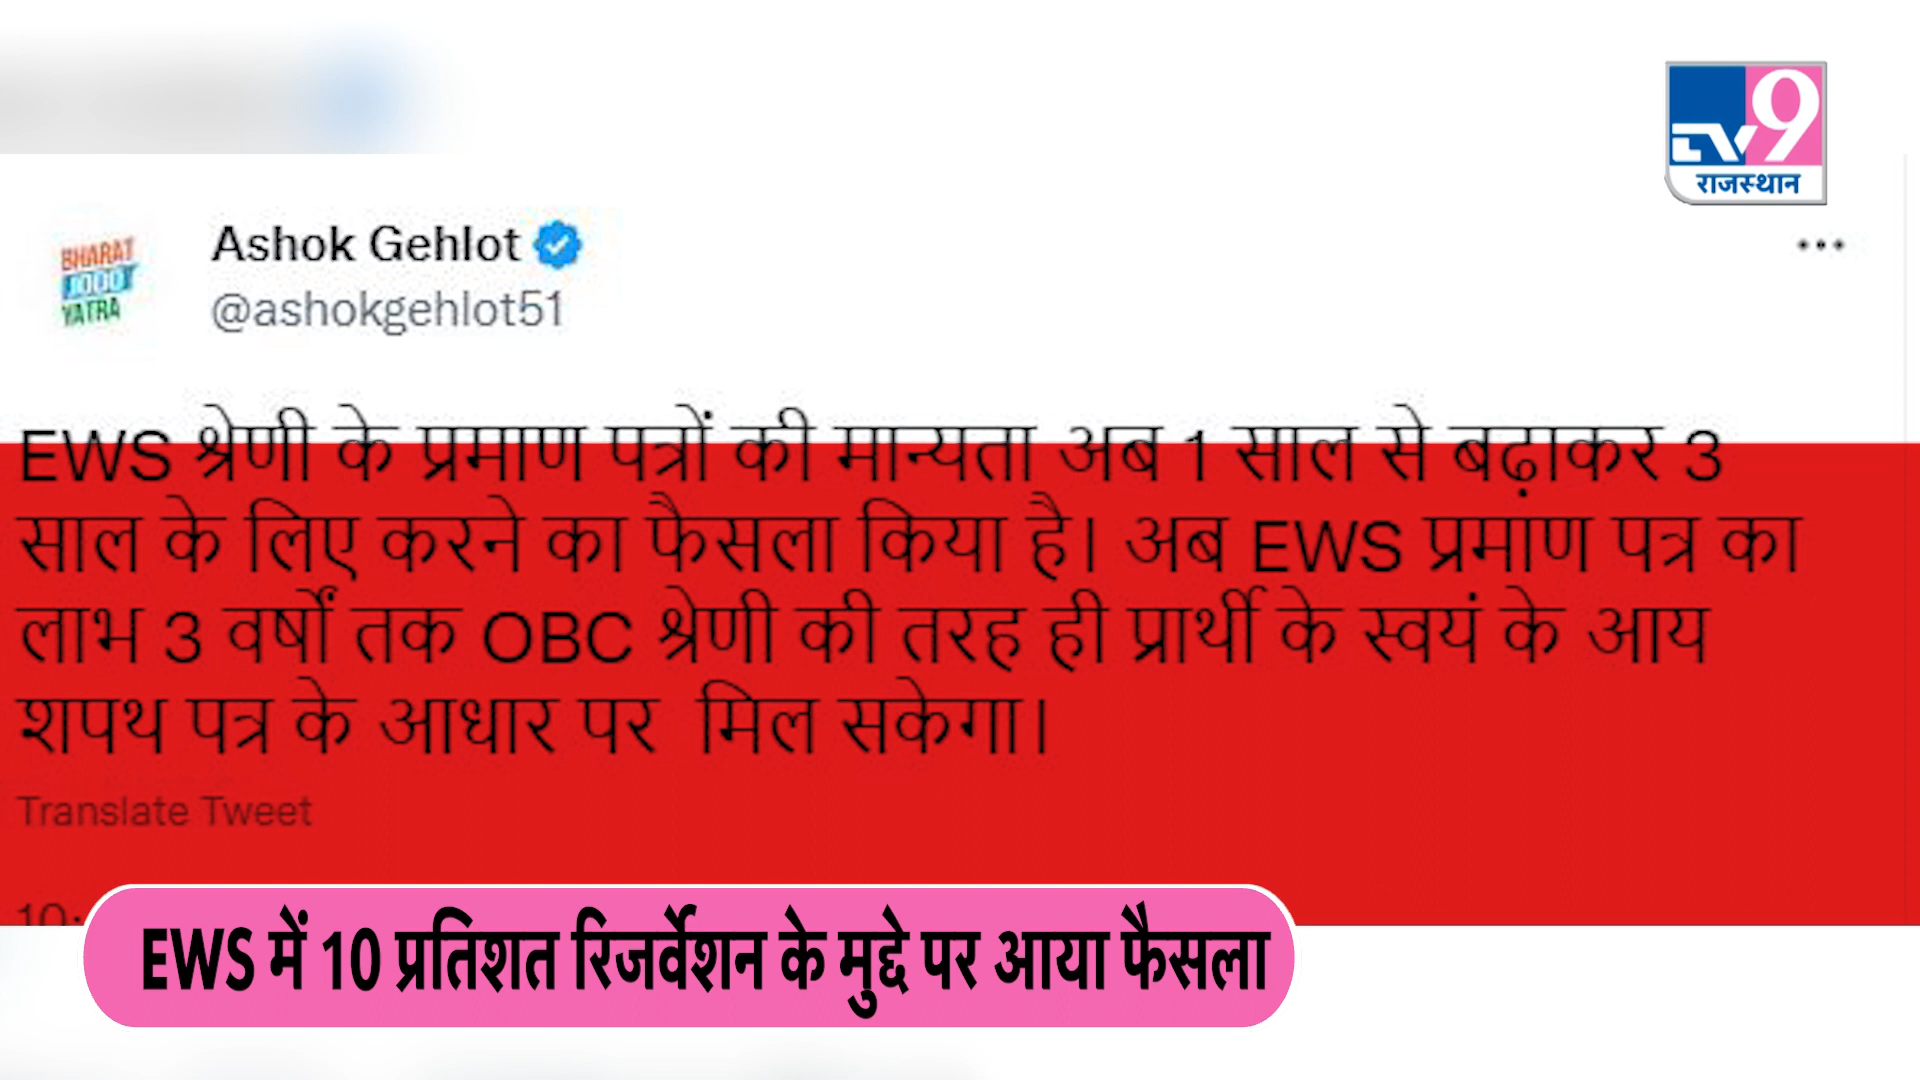 TV9
राजस्थान
BHARAT
JODO
YATRA
Ashok Gehlot
@ashokgehlot51
EWS श्रेणी के प्रमाण पत्रों की मान्यता अब 1 साल से बढ़ाकर 3
साल के लिए करने का फैसला किया है। अब EWS प्रमाण पत्र का
लाभ 3 वर्षों तक OBC श्रेणी की तरह ही प्रार्थी के स्वयं के आय
शपथ पत्र के आधार पर मिल सकेगा।
Translate Tweet
EWS में 10 प्रतिशत रिजर्वेशन के मुद्दे पर आया फैसला